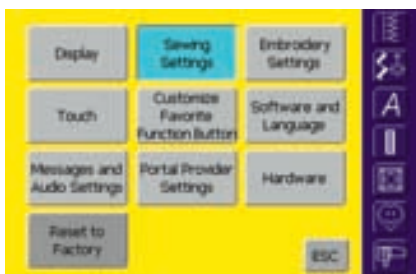 Display
Sewing
Settings
Embroidery
Settings
Touch
Customize
Favorite
Function Button
Software and
Language
Messages and
Audio Settings
Portal Provider
Settings
Hardware
Reset to
Factory
ESC
A